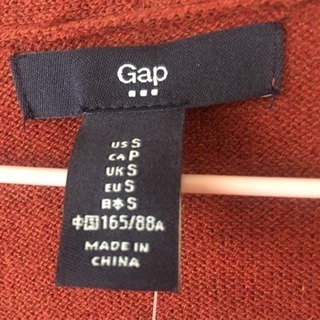 Gap
US S
CA P
UK S
EU S
日本 S
中国 165/88A
MADE IN
CHINA